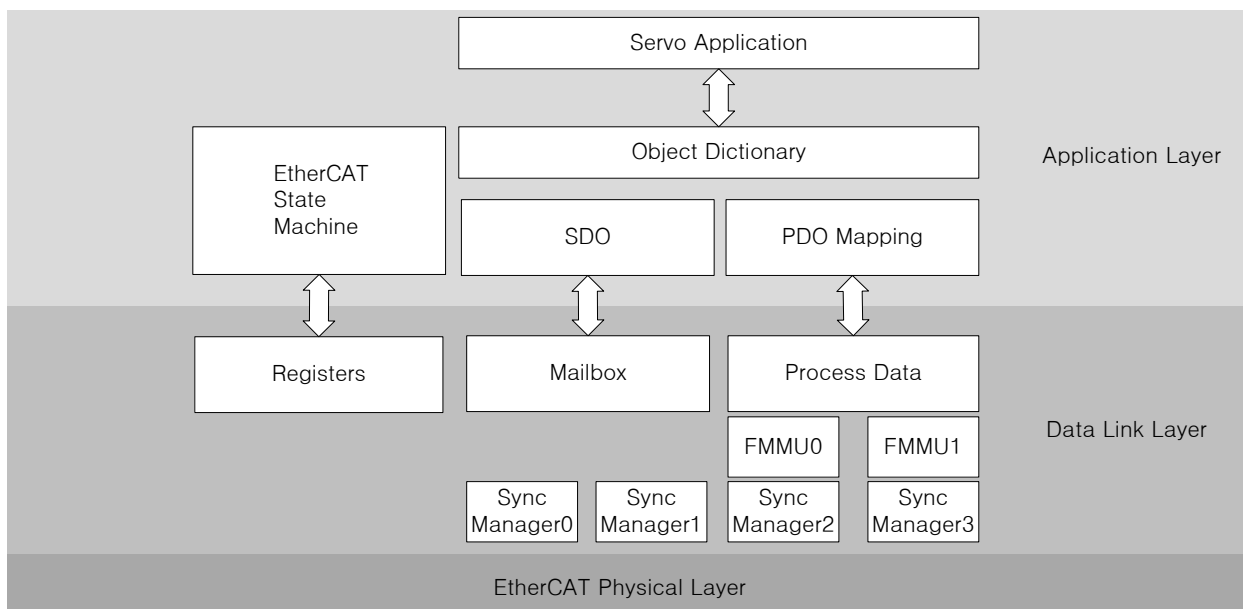 Servo Application
Object Dictionary
Application Layer
EtherCAT
State
Machine
SDO
PDO Mapping
Registers
Mailbox
Process Data
Data Link Layer
FMMU0
FMMU1
Sync
Manager0
Sync
Manager1
Sync
Manager2
Sync
Manager3
EtherCAT Physical Layer